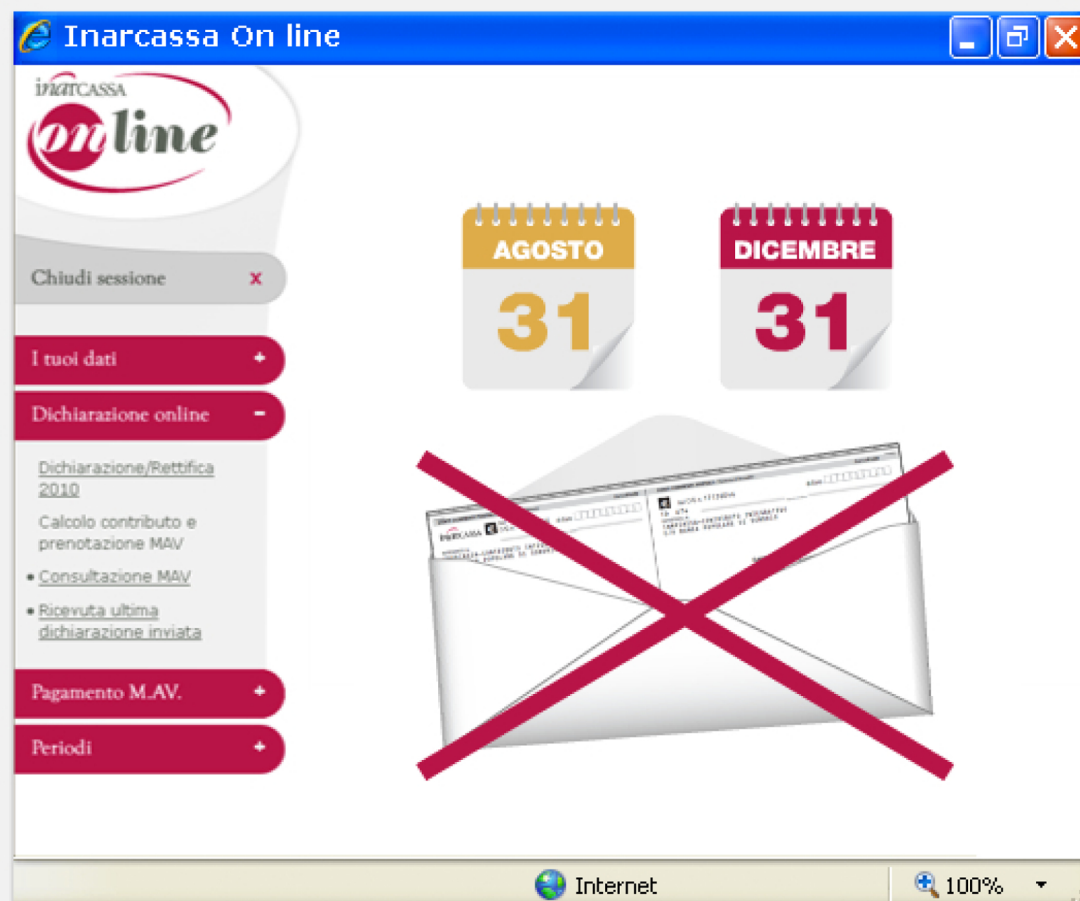 Inarcassa On line
inarCASSA
online
Chiudi sessione x
I tuoi dati +
Dichiarazione online -
Dichiarazione/Rettifica
2010
Calcolo contributo e
prenotazione MAV
• Consultazione MAV
• Ricevuta ultima
dichiarazione inviata
Pagamento M.AV. +
Periodi +
AGOSTO
31
DICEMBRE
31
Internet
100%